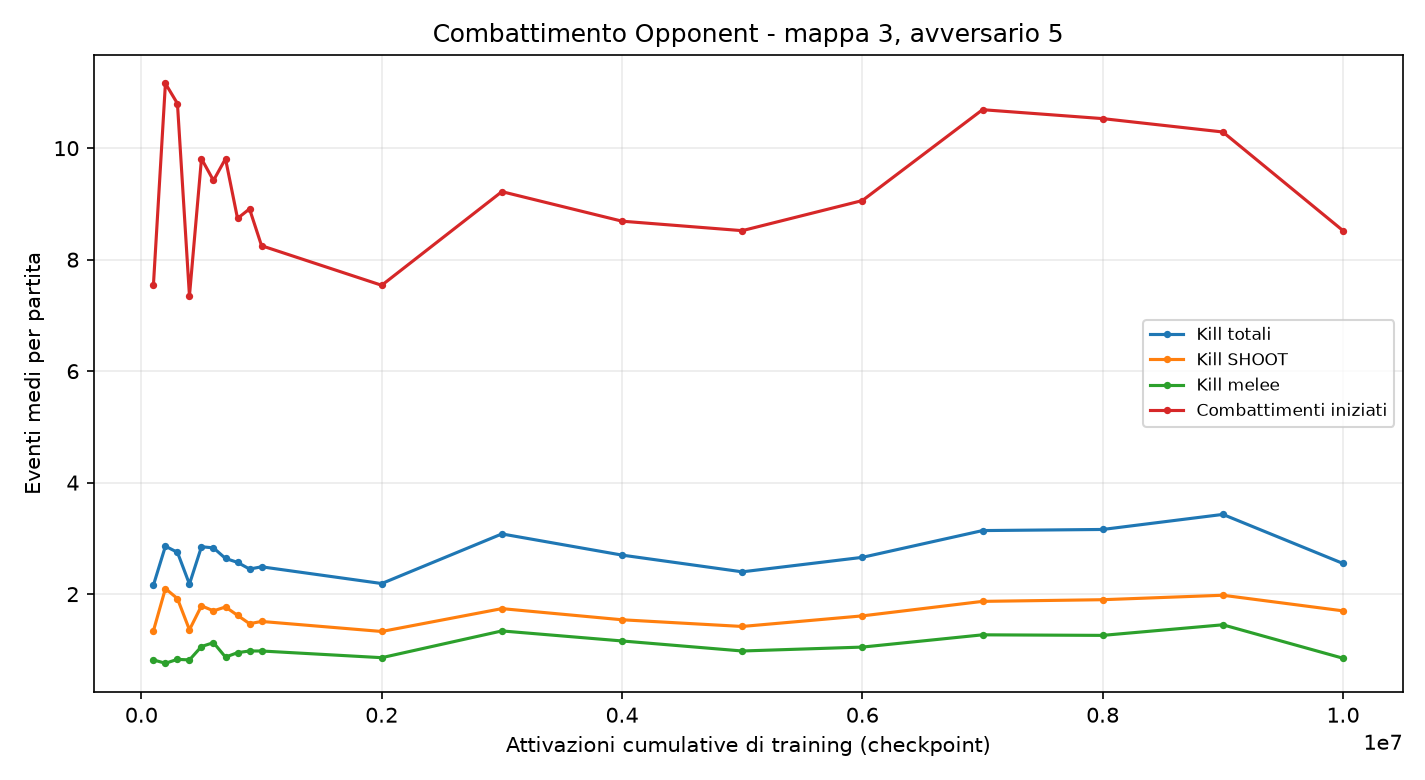 Combattimento Opponent - mappa 3, avversario 5
Eventi medi per partita
10
8
6
4
2
Kill totali
Kill SHOOT
Kill melee
Combattimenti iniziati
0.0 0.2 0.4 0.6 0.8 1.0
1e7
Attivazioni cumulative di training (checkpoint)